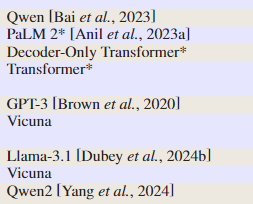 Qwen [Bai et al., 2023]
PaLM 2* [Anil et al., 2023a]
Decoder-Only Transformer*
Transformer*
GPT-3 [Brown et al., 2020]
Vicuna
Llama-3.1 [Dubey et al., 2024b]
Vicuna
Qwen2 [Yang et al., 2024]